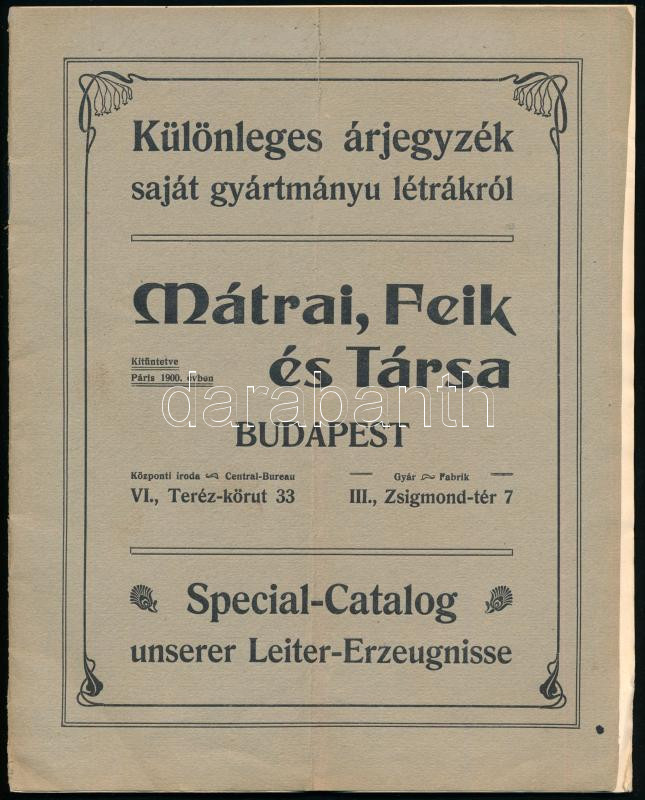 Különleges árjegyzék
saját gyártmányu létrákról
Mátrai, Feik
Kitüntetve
Páris 1900. évben
és Társa
darabanth
BUDAPEST
Központi iroda Central-Bureau
VI., Teréz-körut 33
Gyár Fabrik
III., Zsigmond-tér 7
Special-Catalog
unserer Leiter-Erzeugnisse